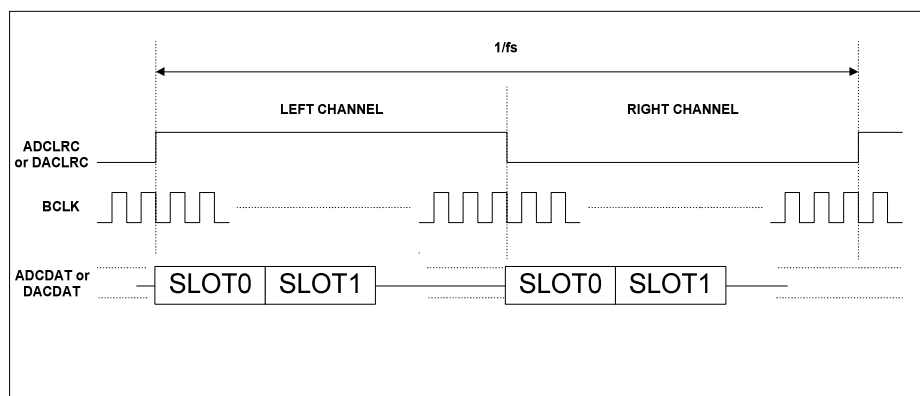 1/fs
LEFT CHANNEL
RIGHT CHANNEL
ADCLRC
or DACLRC
BCLK
ADCDAT or
DACDAT
SLOT0
SLOT1
SLOT0
SLOT1